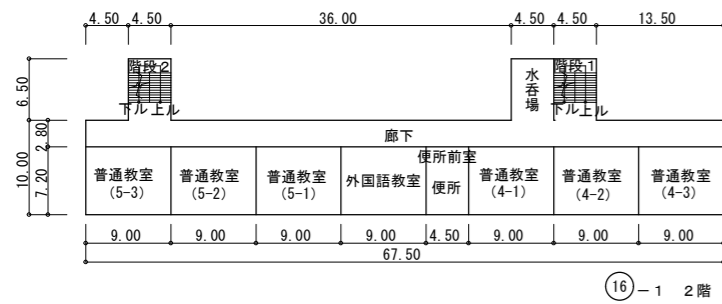 4.50 4.50 36.00 4.50 4.50 13.50
6.50
2.80
10.00
7.20
階段2
下ル上ル
水呑場
階段1
下ル上ル
廊下
普通教室
(5-3)
普通教室
(5-2)
普通教室
(5-1)
外国語教室
便所前室
便所
普通教室
(4-1)
普通教室
(4-2)
普通教室
(4-3)
9.00 9.00 9.00 9.00 4.50 9.00 9.00 9.00
67.50
16 - 1 2階